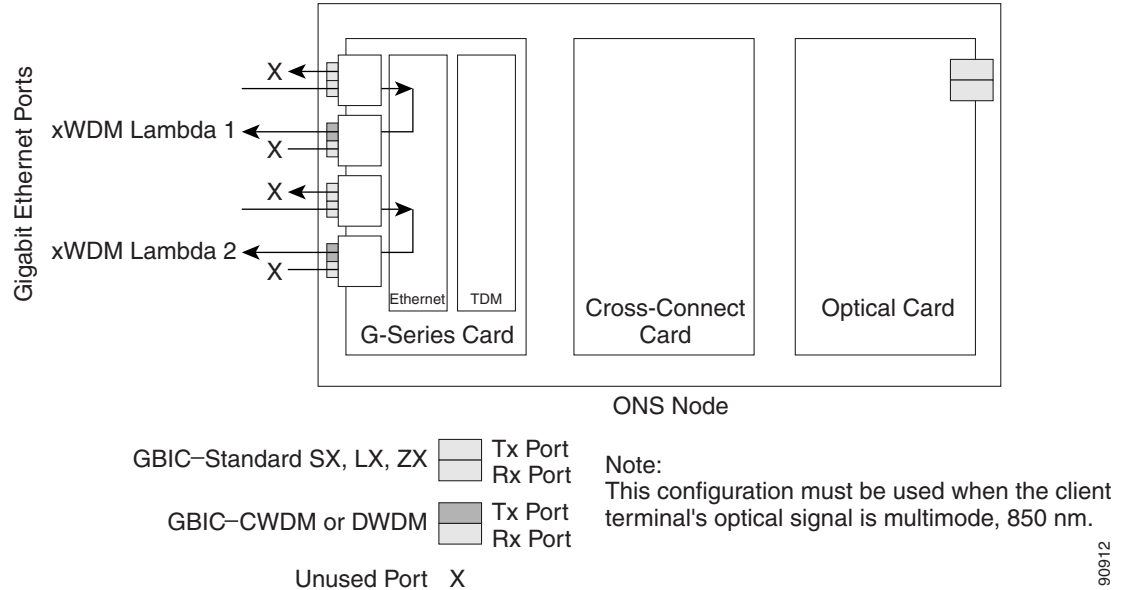 Gigabit Ethernet Ports
X
xWDM Lambda 1
X
X
xWDM Lambda 2
X
Ethernet
TDM
G-Series Card
Cross-Connect
Card
Optical Card
ONS Node
GBIC–Standard SX, LX, ZX
Tx Port
Rx Port
GBIC–CWDM or DWDM
Tx Port
Rx Port
Unused Port X
Note:
This configuration must be used when the client
terminal's optical signal is multimode, 850 nm.
90912